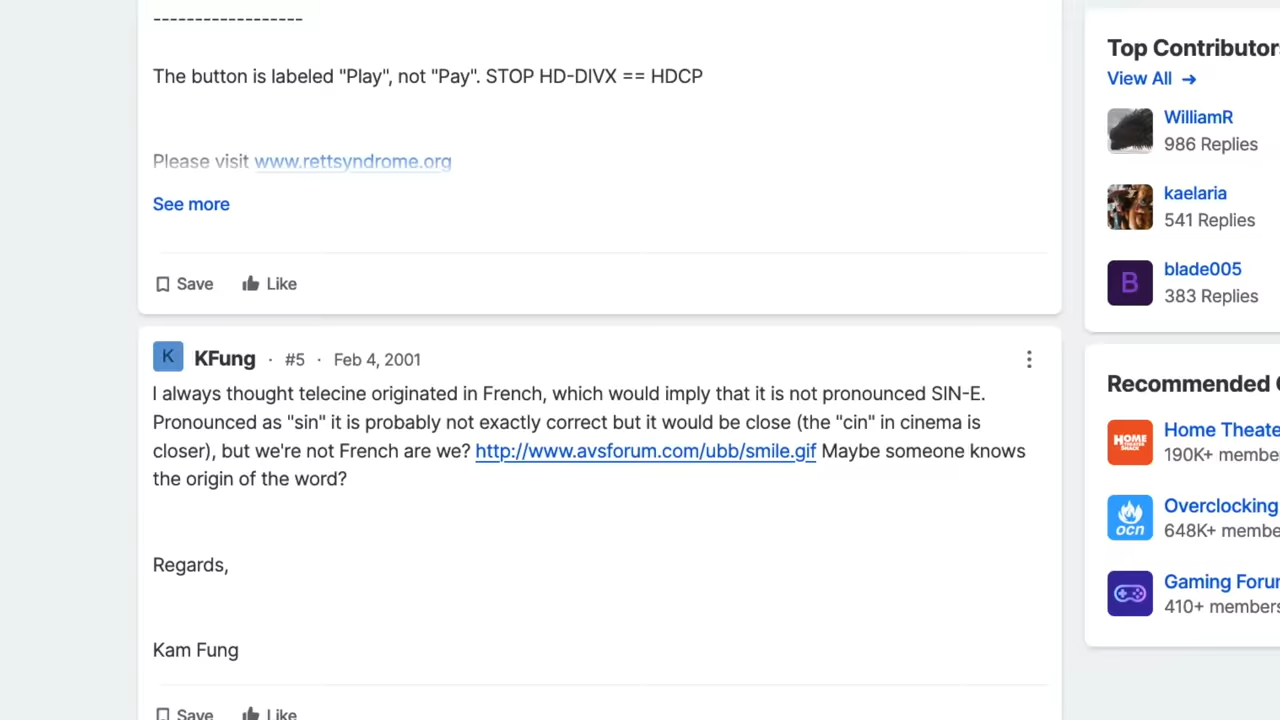 ------------------
The button is labeled "Play", not "Pay". STOP HD-DIVX == HDCP
Please visit www.rettsyndrome.org
See more
Save
Like
K
KFung · #5 · Feb 4, 2001
I always thought telecine originated in French, which would imply that it is not pronounced SIN-E.
Pronounced as "sin" it is probably not exactly correct but it would be close (the "cin" in cinema is
closer), but we're not French are we? http://www.avsforum.com/ubb/smile.gif Maybe someone knows
the origin of the word?
Regards,
Kam Fung
Save
Like
Top Contributors
View All →
WilliamR
986 Replies
kaelaria
541 Replies
B
blade005
383 Replies
Recommended
HOME
THEATER
SHACK
Home Theate
190K+ membe
ocn
Overclocking
648K+ membe
Gaming Forun
410+ members